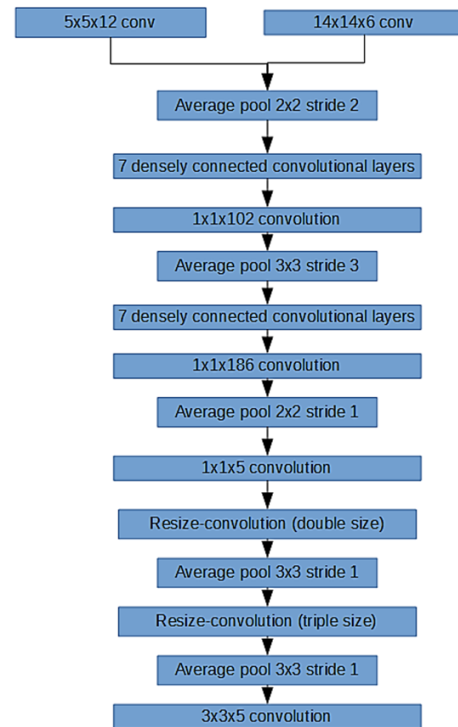 5x5x12 conv
14x14x6 conv
Average pool 2x2 stride 2
7 densely connected convolutional layers
1x1x102 convolution
Average pool 3x3 stride 3
7 densely connected convolutional layers
1x1x186 convolution
Average pool 2x2 stride 1
1x1x5 convolution
Resize-convolution (double size)
Average pool 3x3 stride 1
Resize-convolution (triple size)
Average pool 3x3 stride 1
3x3x5 convolution